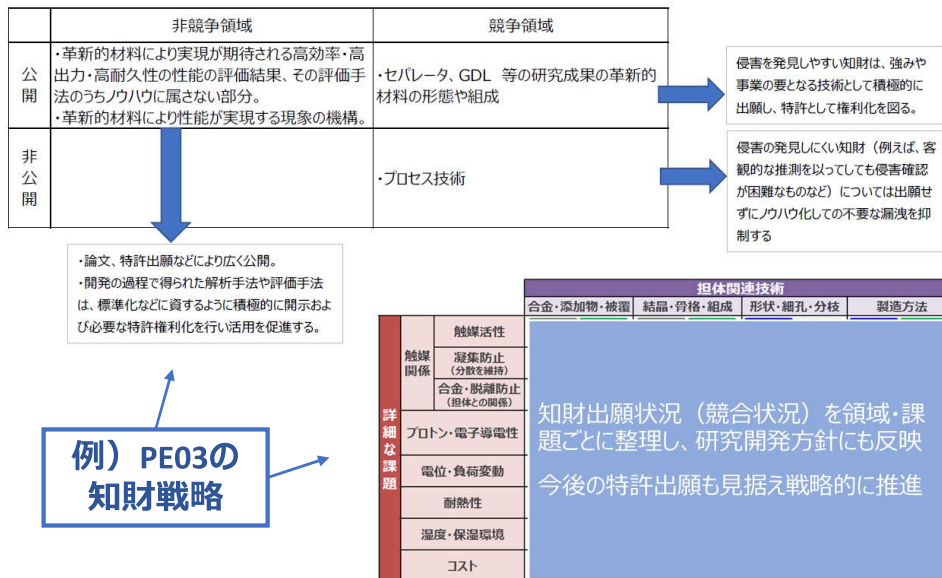 非競争領域
競争領域
公開
・革新的材料により実現が期待される高効率・高
出力・高耐久性の性能の評価結果、その評価手
法のうちノウハウに属さない部分。
・革新的材料により性能が実現する現象の機構。
・セパレータ、GDL 等の研究成果の革新的
材料の形態や組成
侵害を発見しやすい知財は、強みや
事業の要となる技術として積極的に
出願し、特許として権利化を図る。
非公開
・プロセス技術
侵害の発見しにくい知財（例えば、客
観的な推測を以ってしても侵害確認
が困難なものなど）については出願せ
ずにノウハウ化しての不要な漏洩を抑
制する
・論文、特許出願などにより広く公開。
・開発の過程で得られた解析手法や評価手法
は、標準化などに資するように積極的に開示およ
び必要な特許権利化を行い活用を促進する。
例）PE03の
知財戦略
担体関連技術
合金・添加物・被覆
結晶・骨格・組成
形状・細孔・分枝
製造方法
詳細な課題
触媒
関係
触媒活性
凝集防止
(分散を維持)
合金・脱離防止
(担体との関係)
プロトン・電子導電性
電位・負荷変動
耐熱性
湿度・保湿環境
コスト
知財出願状況（競合状況）を領域・課
題ごとに整理し、研究開発方針にも反映
今後の特許出願も見据え戦略的に推進